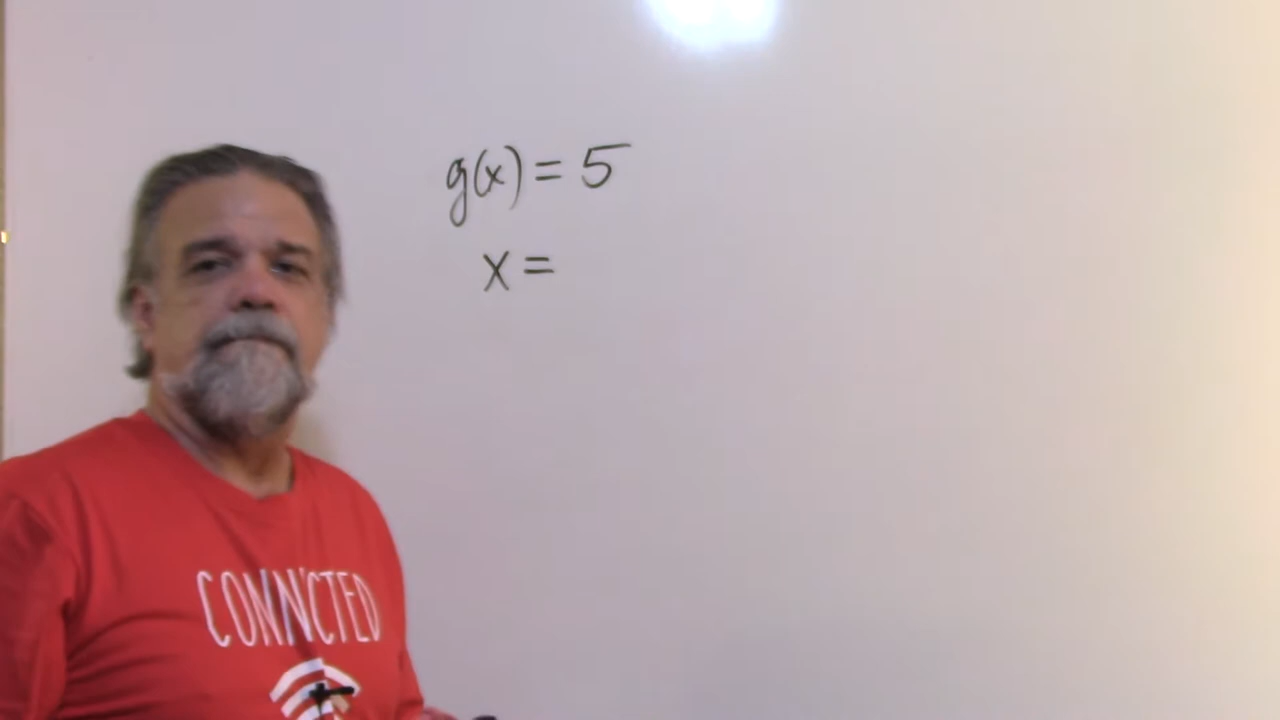 g(x) = 5
x =
CONNCTED